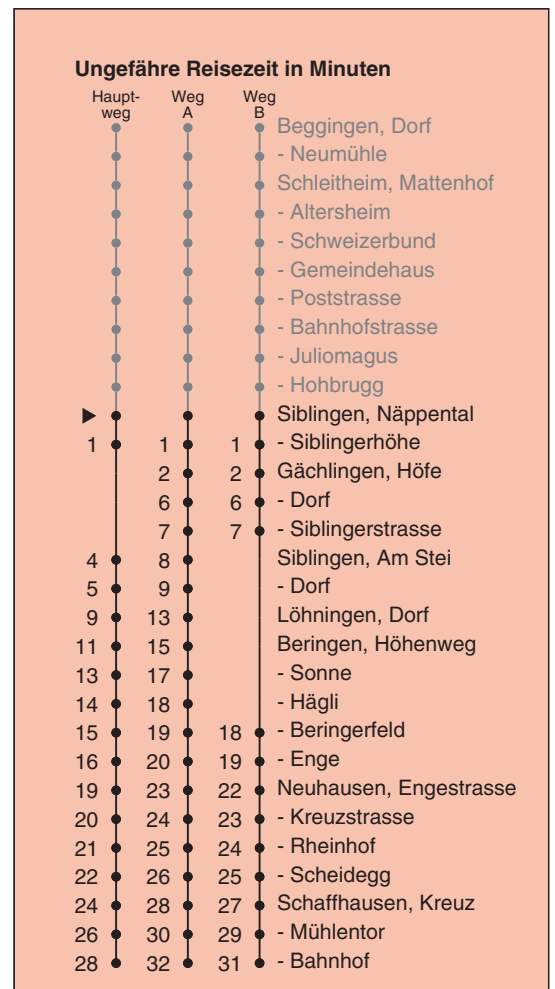 Ungefähre Reisezeit in Minuten
Haupt- Weg Weg
weg A B
Beggingen, Dorf
- Neumühle
Schleitheim, Mattenhof
- Altersheim
- Schweizerbund
- Gemeindehaus
- Poststrasse
- Bahnhofstrasse
- Juliomagus
- Hohbrugg
Siblingen, Näppental
1 1 1 - Siblingerhöhe
2 2 Gächlingen, Höfe
6 6 - Dorf
7 7 - Siblingerstrasse
4 8 Siblingen, Am Stei
5 9 - Dorf
9 13 Löhningen, Dorf
11 15 Beringen, Höhenweg
13 17 - Sonne
14 18 - Hägli
15 19 18 - Beringerfeld
16 20 19 - Enge
19 23 22 Neuhausen, Engestrasse
20 24 23 - Kreuzstrasse
21 25 24 - Rheinhof
22 26 25 - Scheidegg
24 28 27 Schaffhausen, Kreuz
26 30 29 - Mühlentor
28 32 31 - Bahnhof